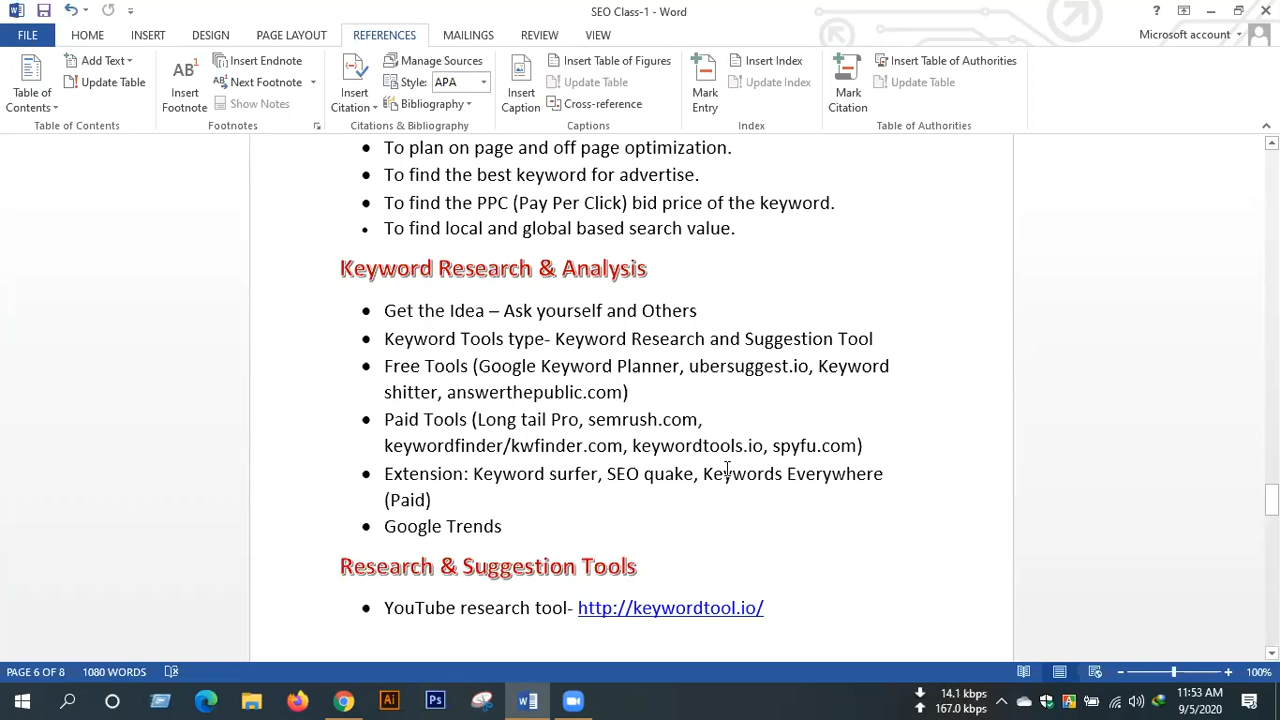 SEO Class-1 - Word
?
FILE HOME INSERT DESIGN PAGE LAYOUT REFERENCES MAILINGS REVIEW VIEW Microsoft account
Table of Contents
Add Text
Update Table
Table of Contents
AB1 Insert Footnote
Insert Endnote
Next Footnote
Show Notes
Footnotes
Insert Citation
Manage Sources
Style: APA
Bibliography
Citations & Bibliography
Insert Caption
Insert Table of Figures
Update Table
Cross-reference
Captions
Mark Entry
Insert Index
Update Index
Index
Mark Citation
Insert Table of Authorities
Update Table
Table of Authorities
• To plan on page and off page optimization.
• To find the best keyword for advertise.
• To find the PPC (Pay Per Click) bid price of the keyword.
• To find local and global based search value.
Keyword Research & Analysis
• Get the Idea – Ask yourself and Others
• Keyword Tools type- Keyword Research and Suggestion Tool
• Free Tools (Google Keyword Planner, ubersuggest.io, Keyword
shitter, answerthepublic.com)
• Paid Tools (Long tail Pro, semrush.com,
keywordfinder/kwfinder.com, keywordtools.io, spyfu.com)
• Extension: Keyword surfer, SEO quake, Keywords Everywhere
(Paid)
• Google Trends
Research & Suggestion Tools
• YouTube research tool- http://keywordtool.io/
PAGE 6 OF 8 1080 WORDS 100%
Ai Ps
14.1 kbps
167.0 kbps
11:53 AM
9/5/2020